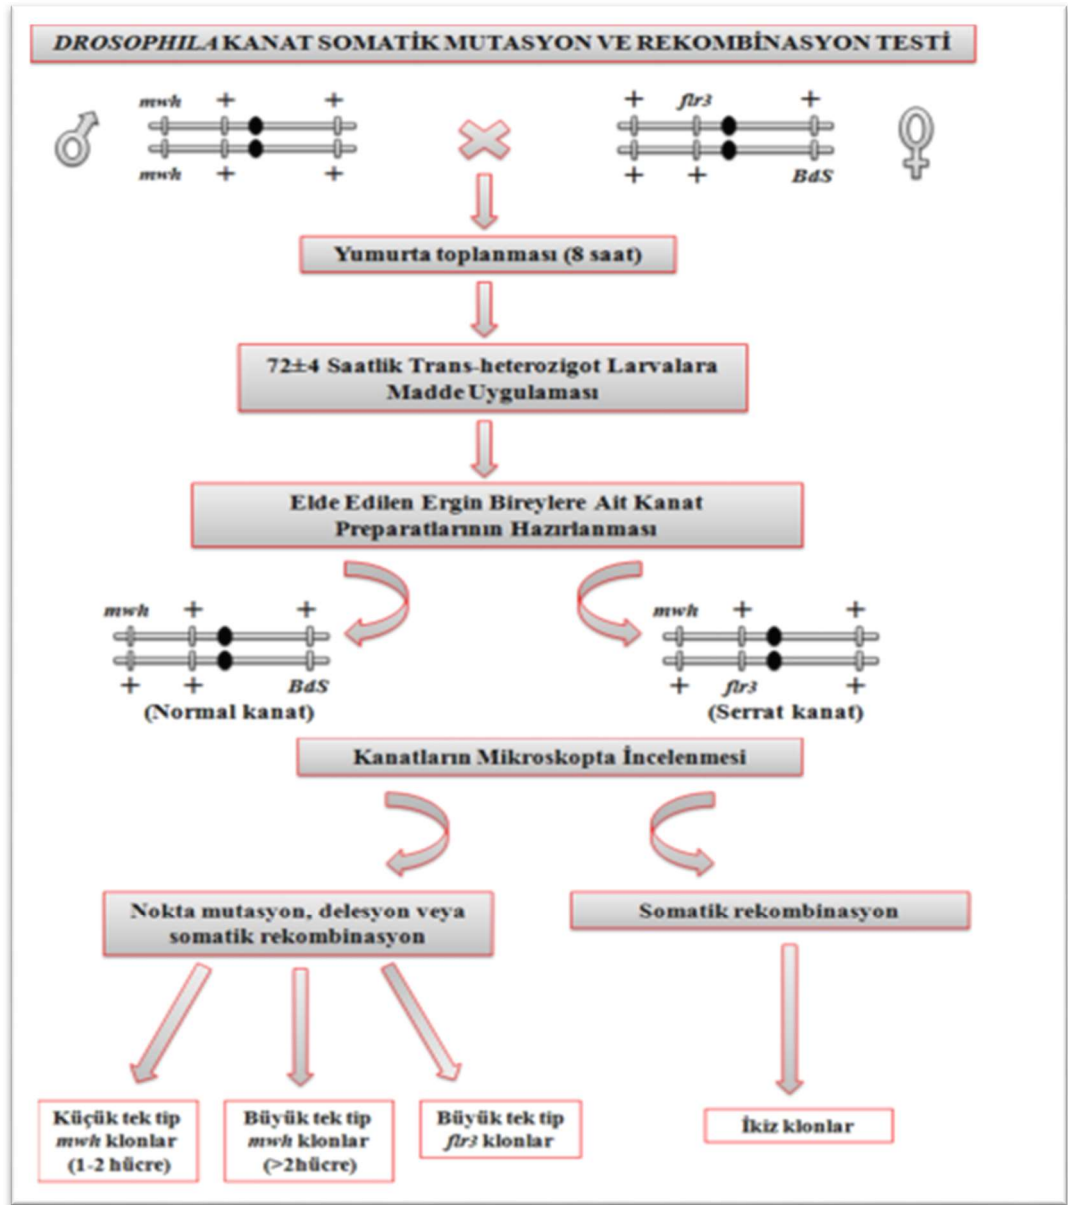 DROSOPHILA KANAT SOMATİK MUTASYON VE REKOMBİNASYON TESTİ
mwh + +
mwh + +
+ flr3 +
+ + BdS
Yumurta toplanması (8 saat)
72±4 Saatlik Trans-heterozigot Larvalara
Madde Uygulaması
Elde Edilen Ergin Bireylere Ait Kanat
Preparatlarının Hazırlanması
mwh + +
+ + BdS
(Normal kanat)
mwh + +
+ flr3 +
(Serrat kanat)
Kanatların Mikroskopta İncelenmesi
Nokta mutasyon, delesyon veya
somatik rekombinasyon
Somatik rekombinasyon
Küçük tek tip
mwh klonlar
(1-2 hücre)
Büyük tek tip
mwh klonlar
(>2hücre)
Büyük tek tip
flr3 klonlar
İkiz klonlar